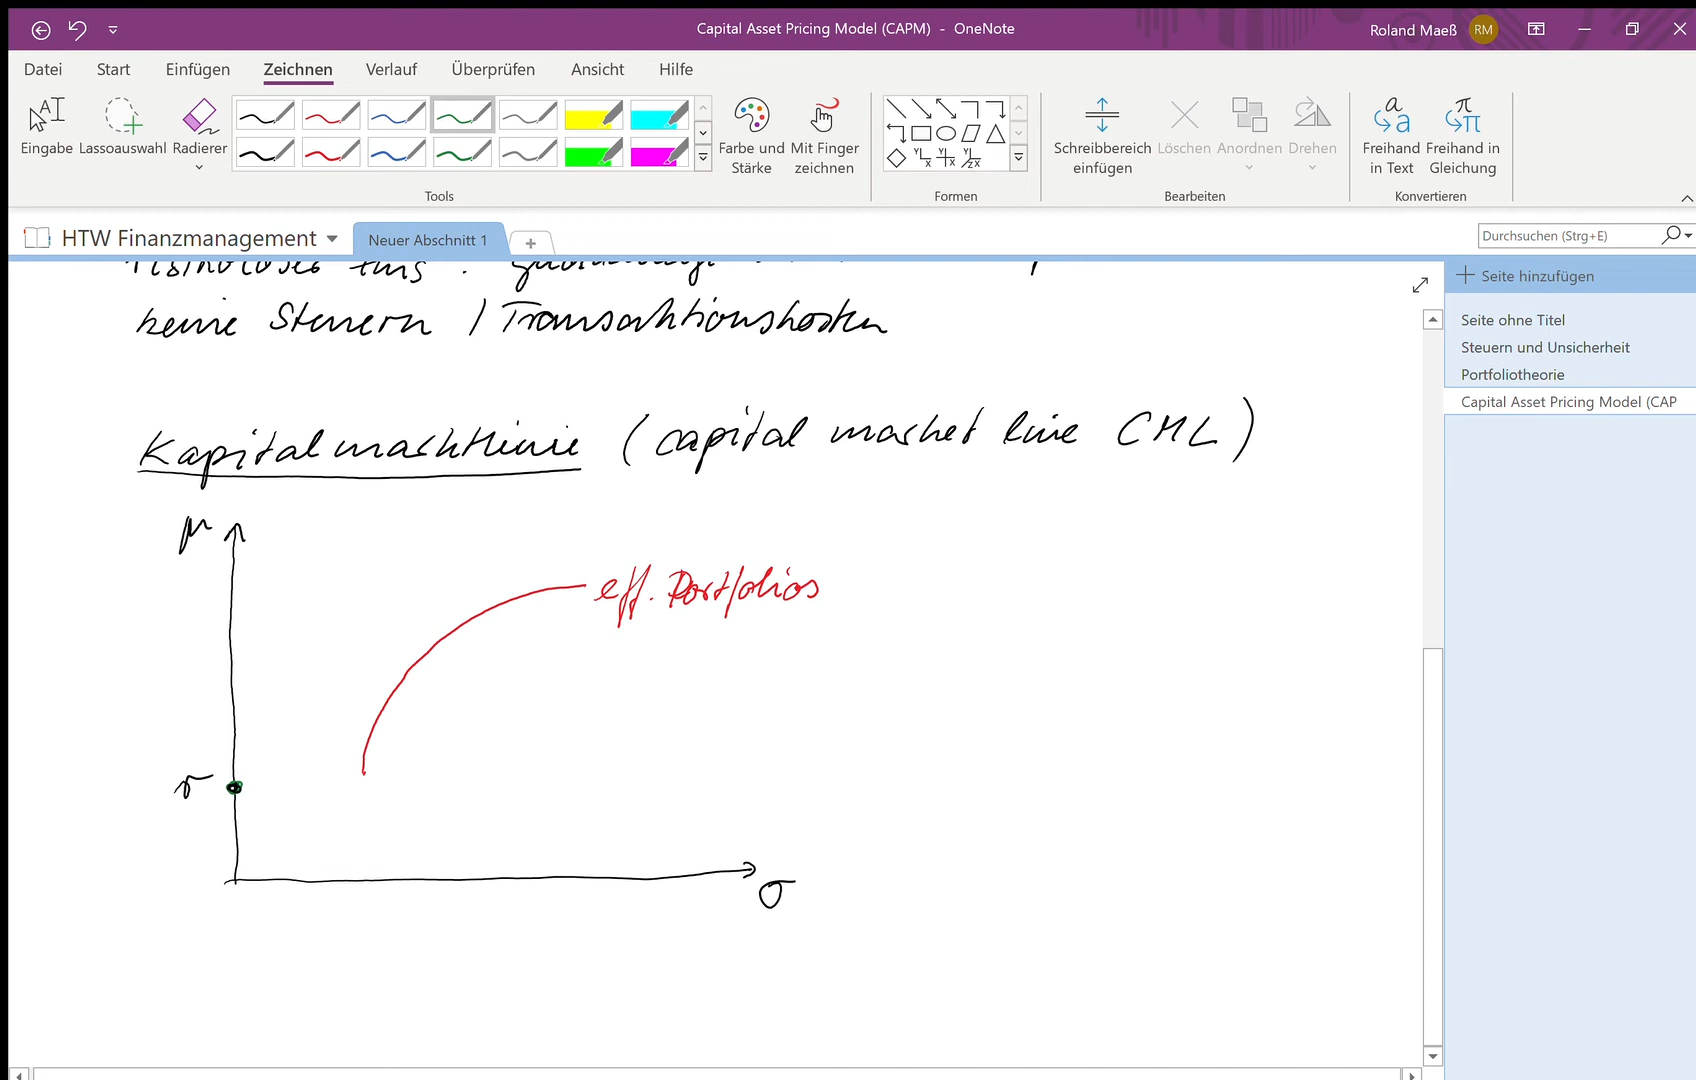 Capital Asset Pricing Model (CAPM) - OneNote
Roland Maeß RM
Datei Start Einfügen Zeichnen Verlauf Überprüfen Ansicht Hilfe
Eingabe Lassoauswahl Radierer Farbe und Stärke Mit Finger zeichnen Schreibbereich einfügen Löschen Anordnen Drehen Freihand in Text Freihand in Gleichung
Tools Formen Bearbeiten Konvertieren
HTW Finanzmanagement Neuer Abschnitt 1 Durchsuchen (Strg+E)
Seite hinzufügen
Seite ohne Titel
Steuern und Unsicherheit
Portfoliotheorie
Capital Asset Pricing Model (CAP
risikoloser Zins :
keine Steuern / Transaktionskosten
Kapitalmarktlinie (capital market line CML)
μ
eff. Portfolios
r
σ